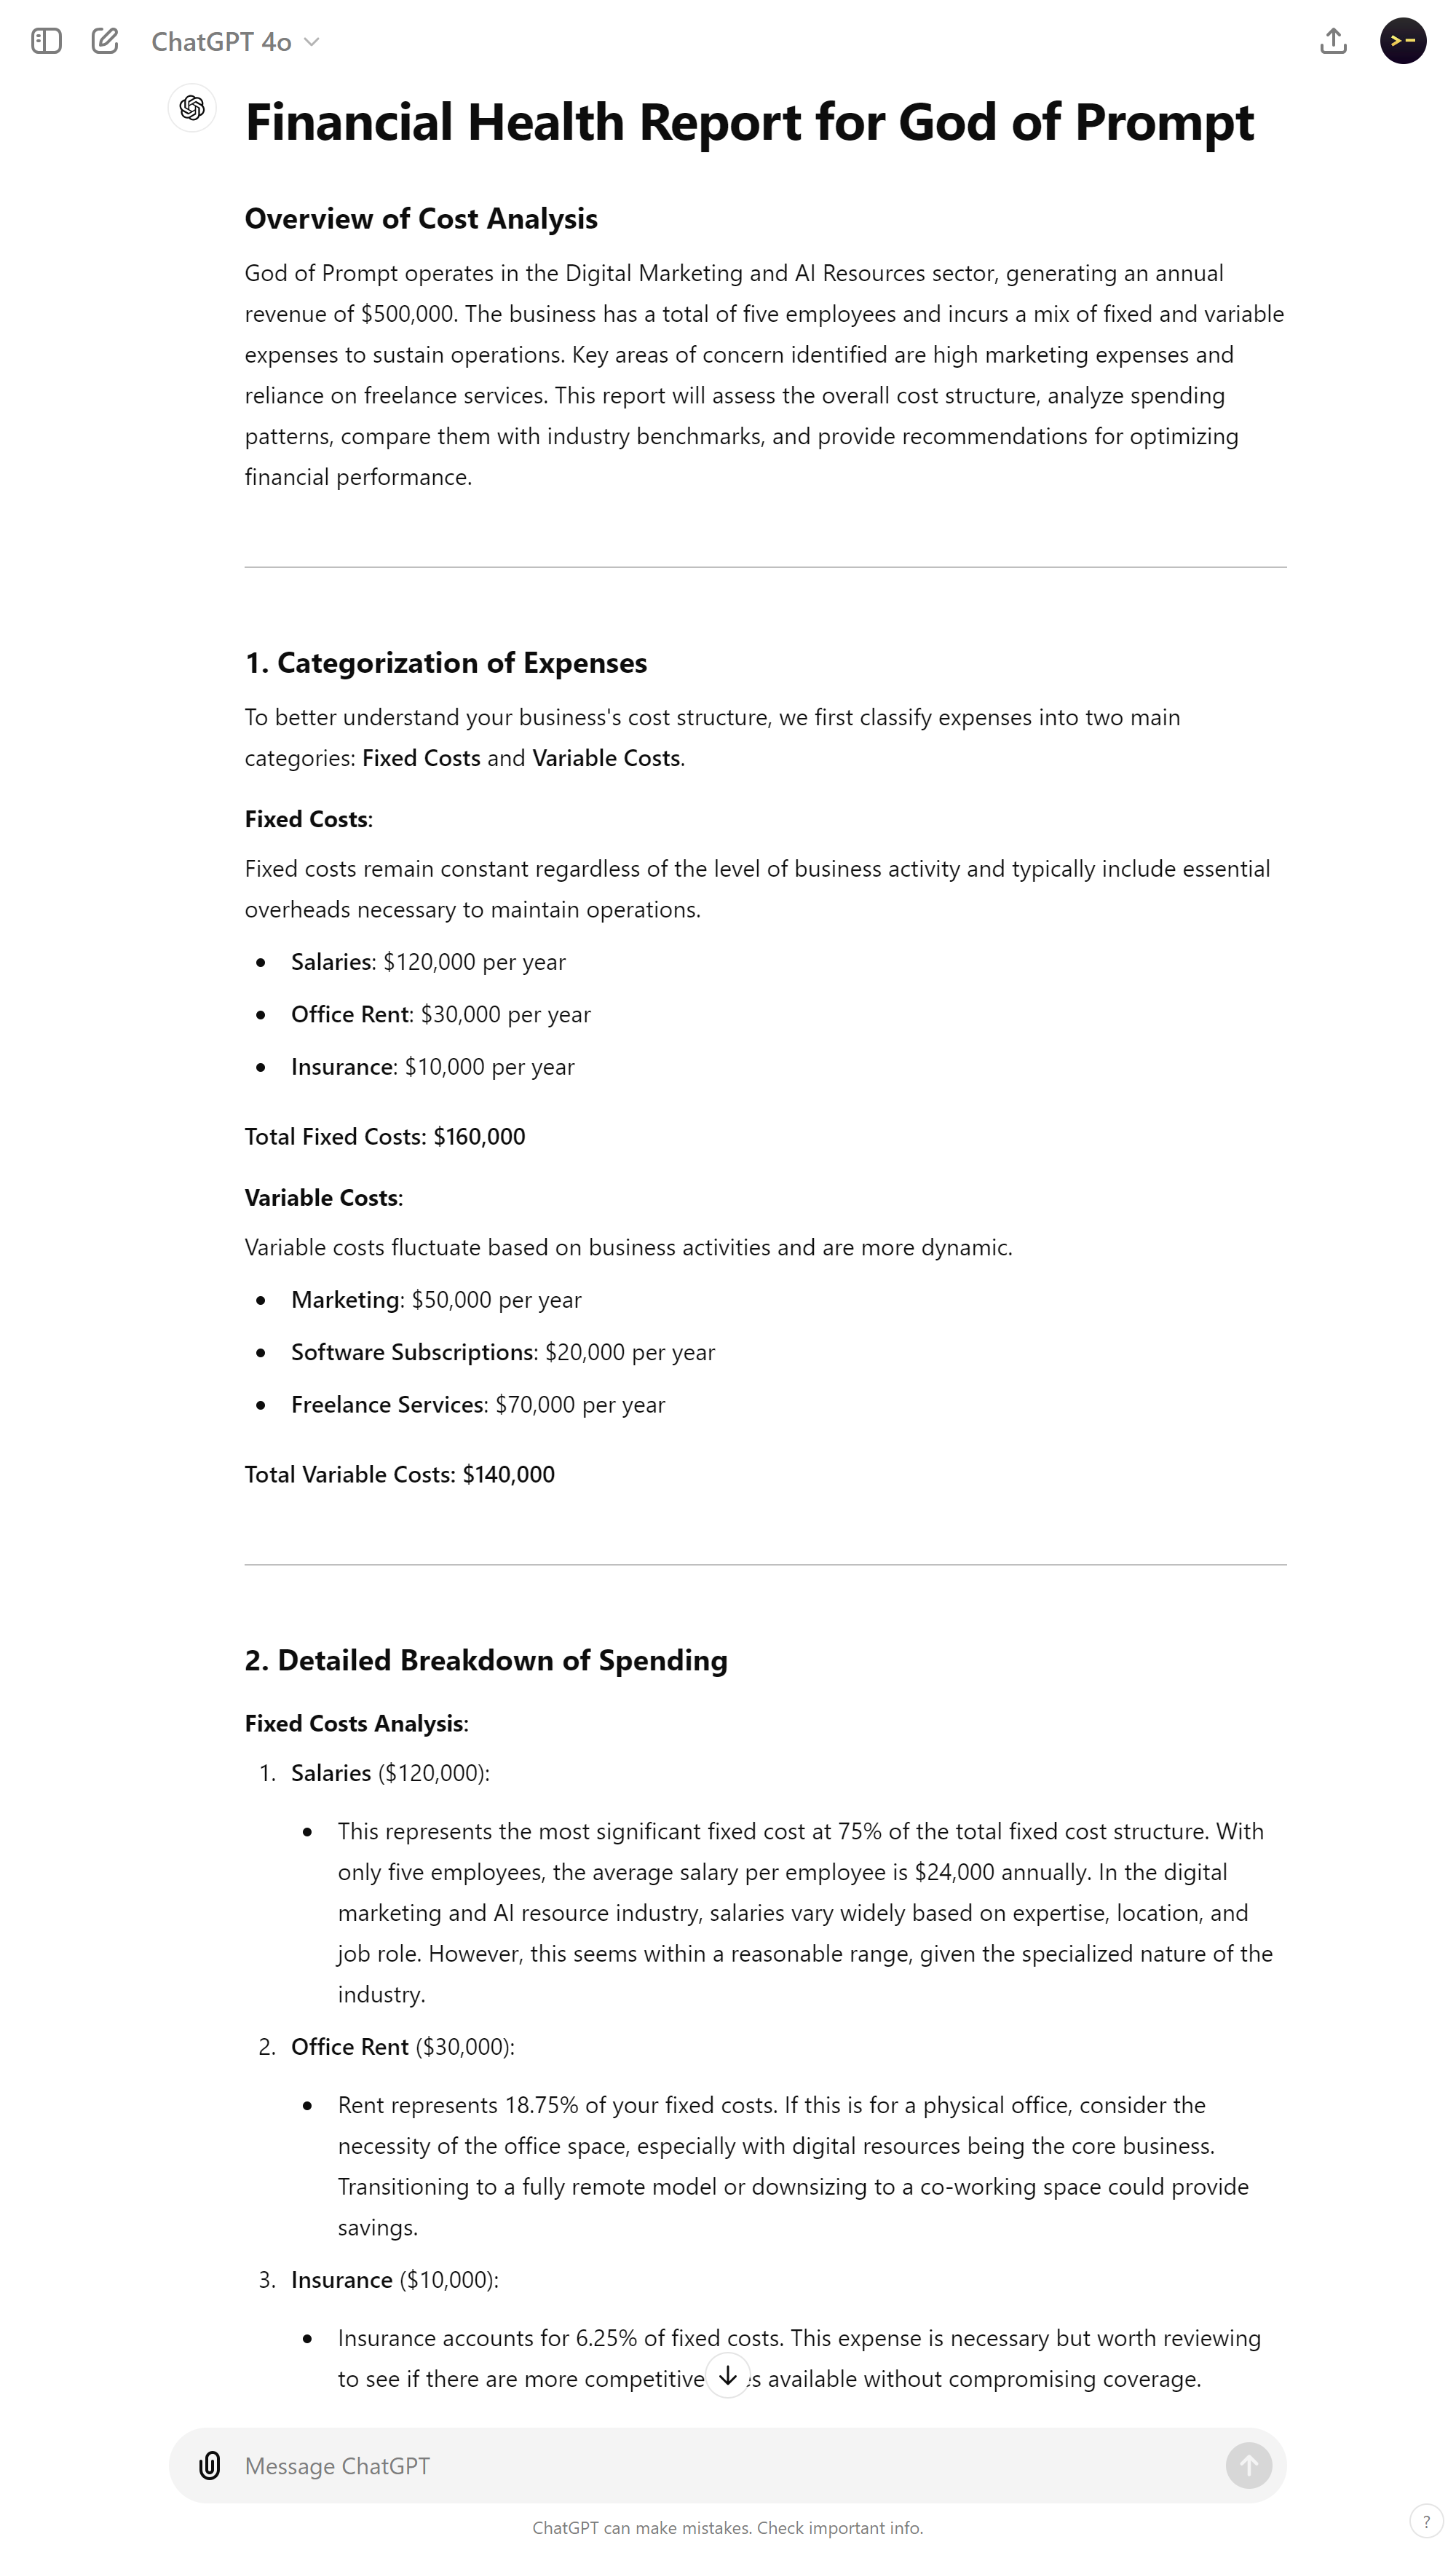 ChatGPT 4o
>-
Financial Health Report for God of Prompt
Overview of Cost Analysis
God of Prompt operates in the Digital Marketing and AI Resources sector, generating an annual
revenue of $500,000. The business has a total of five employees and incurs a mix of fixed and variable
expenses to sustain operations. Key areas of concern identified are high marketing expenses and
reliance on freelance services. This report will assess the overall cost structure, analyze spending
patterns, compare them with industry benchmarks, and provide recommendations for optimizing
financial performance.
1. Categorization of Expenses
To better understand your business's cost structure, we first classify expenses into two main
categories: Fixed Costs and Variable Costs.
Fixed Costs:
Fixed costs remain constant regardless of the level of business activity and typically include essential
overheads necessary to maintain operations.
• Salaries: $120,000 per year
• Office Rent: $30,000 per year
• Insurance: $10,000 per year
Total Fixed Costs: $160,000
Variable Costs:
Variable costs fluctuate based on business activities and are more dynamic.
• Marketing: $50,000 per year
• Software Subscriptions: $20,000 per year
• Freelance Services: $70,000 per year
Total Variable Costs: $140,000
2. Detailed Breakdown of Spending
Fixed Costs Analysis:
1. Salaries ($120,000):
• This represents the most significant fixed cost at 75% of the total fixed cost structure. With
only five employees, the average salary per employee is $24,000 annually. In the digital
marketing and AI resource industry, salaries vary widely based on expertise, location, and
job role. However, this seems within a reasonable range, given the specialized nature of the
industry.
2. Office Rent ($30,000):
• Rent represents 18.75% of your fixed costs. If this is for a physical office, consider the
necessity of the office space, especially with digital resources being the core business.
Transitioning to a fully remote model or downsizing to a co-working space could provide
savings.
3. Insurance ($10,000):
• Insurance accounts for 6.25% of fixed costs. This expense is necessary but worth reviewing
to see if there are more competitive available without compromising coverage.
Message ChatGPT
ChatGPT can make mistakes. Check important info.
?